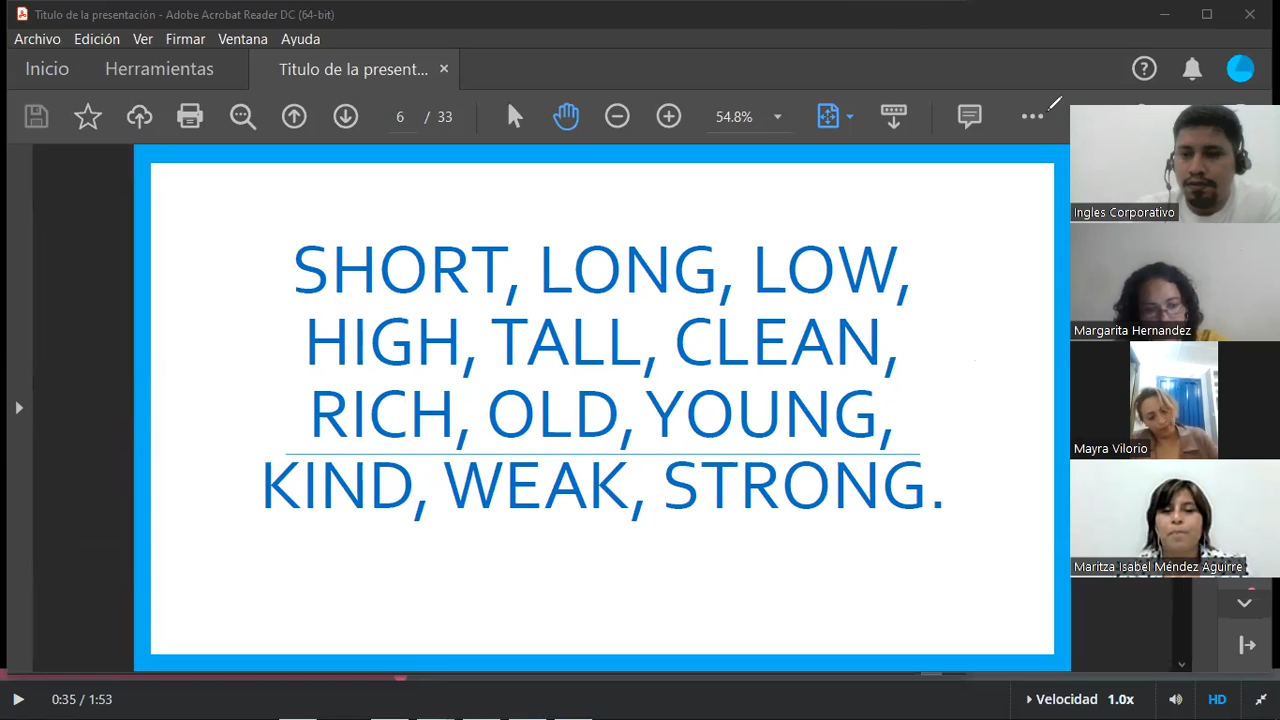 Titulo de la presentación - Adobe Acrobat Reader DC (64-bit)
Archivo Edición Ver Firmar Ventana Ayuda
Inicio Herramientas Titulo de la present... ×
6 / 33 54.8%
SHORT, LONG, LOW,
HIGH, TALL, CLEAN,
RICH, OLD, YOUNG,
KIND, WEAK, STRONG.
Ingles Corporativo
Margarita Hernandez
Mayra Vilorio
Maritza Isabel Méndez Aguirre
0:35 / 1:53 Velocidad 1.0x HD